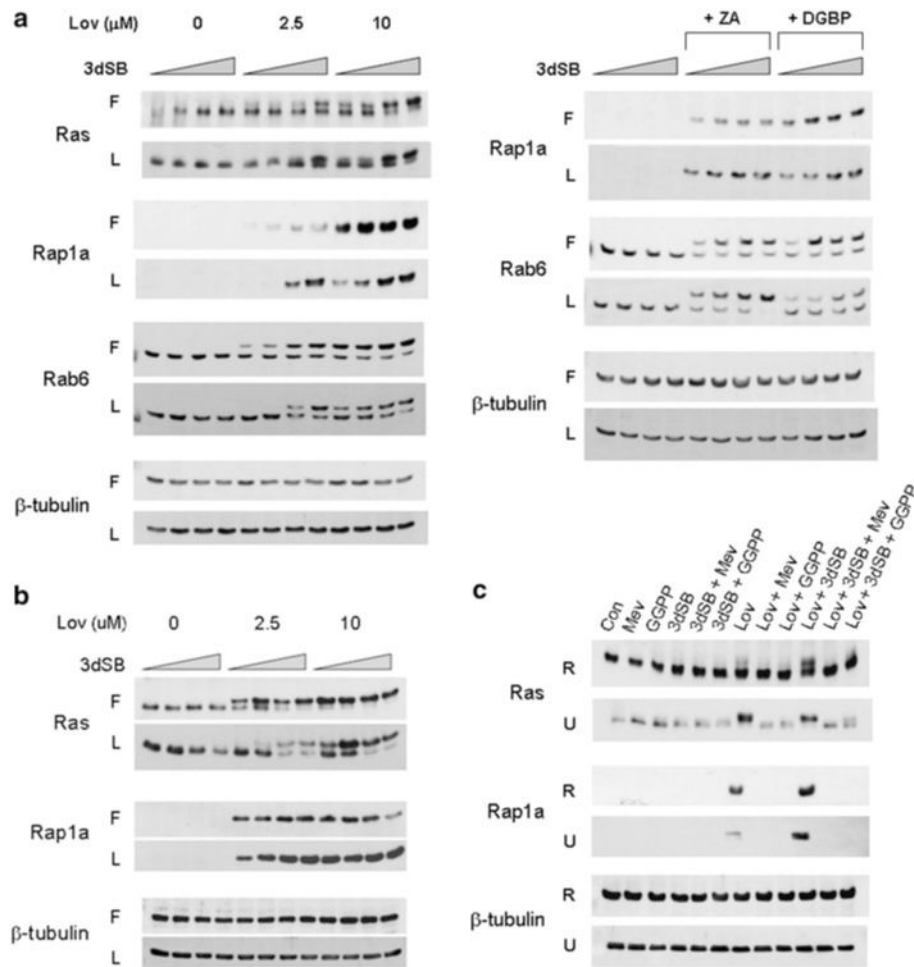 a
Lov (μM) 0 2.5 10
3dSB
F
Ras
L
F
Rap1a
L
F
Rab6
L
F
β-tubulin
L
+ ZA + DGBP
3dSB
F
Rap1a
L
F
Rab6
L
F
β-tubulin
L
b
Lov (uM) 0 2.5 10
3dSB
F
Ras
L
F
Rap1a
L
F
β-tubulin
L
c
Con
Mev
GGPP
3dSB
3dSB + Mev
3dSB + GGPP
Lov
Lov + Mev
Lov + GGPP
Lov + 3dSB
Lov + 3dSB + Mev
Lov + 3dSB + GGPP
R
Ras
U
R
Rap1a
U
R
β-tubulin
U